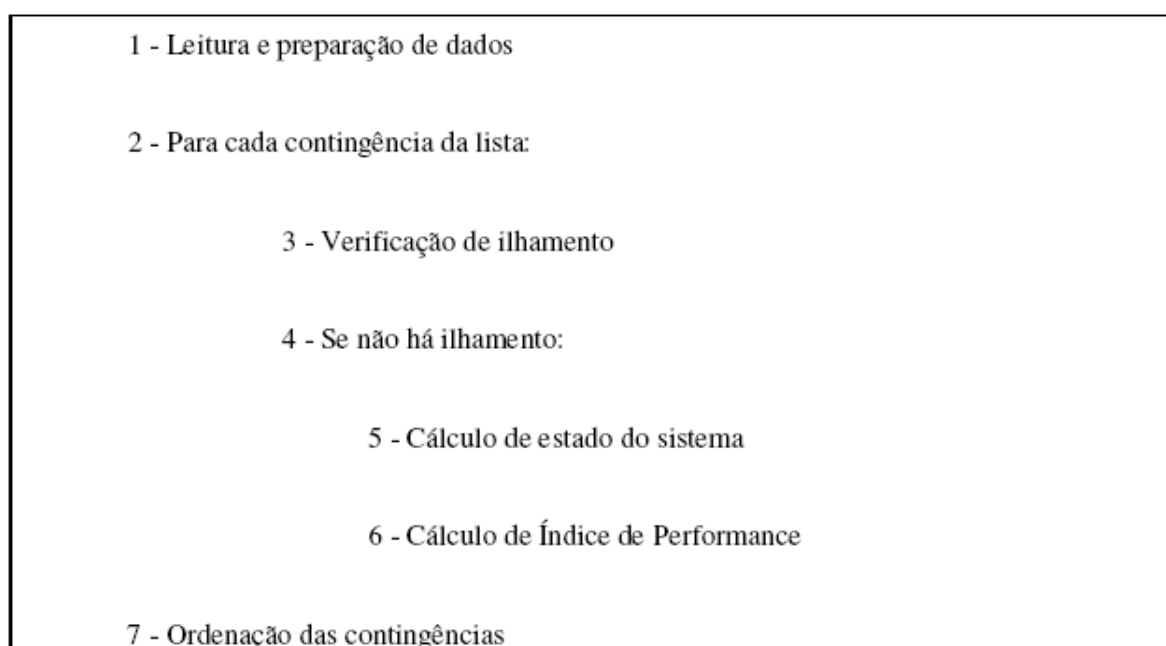 1 - Leitura e preparação de dados
2 - Para cada contingência da lista:
3 - Verificação de ilhamento
4 - Se não há ilhamento:
5 - Cálculo de estado do sistema
6 - Cálculo de Índice de Performance
7 - Ordenação das contingências